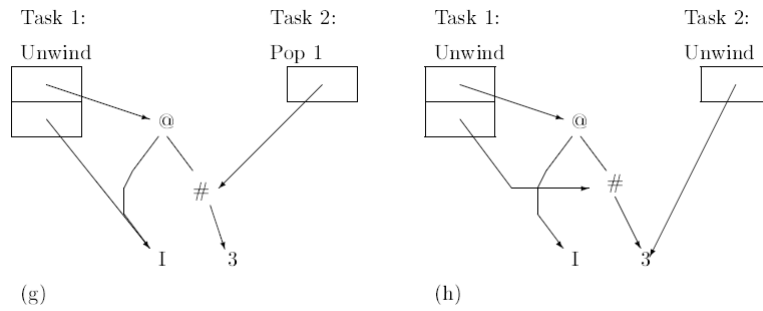 Task 1:
Task 2:
Unwind
Pop 1
@
#
I
3
(g)
Task 1:
Task 2:
Unwind
Unwind
@
#
I
3
(h)